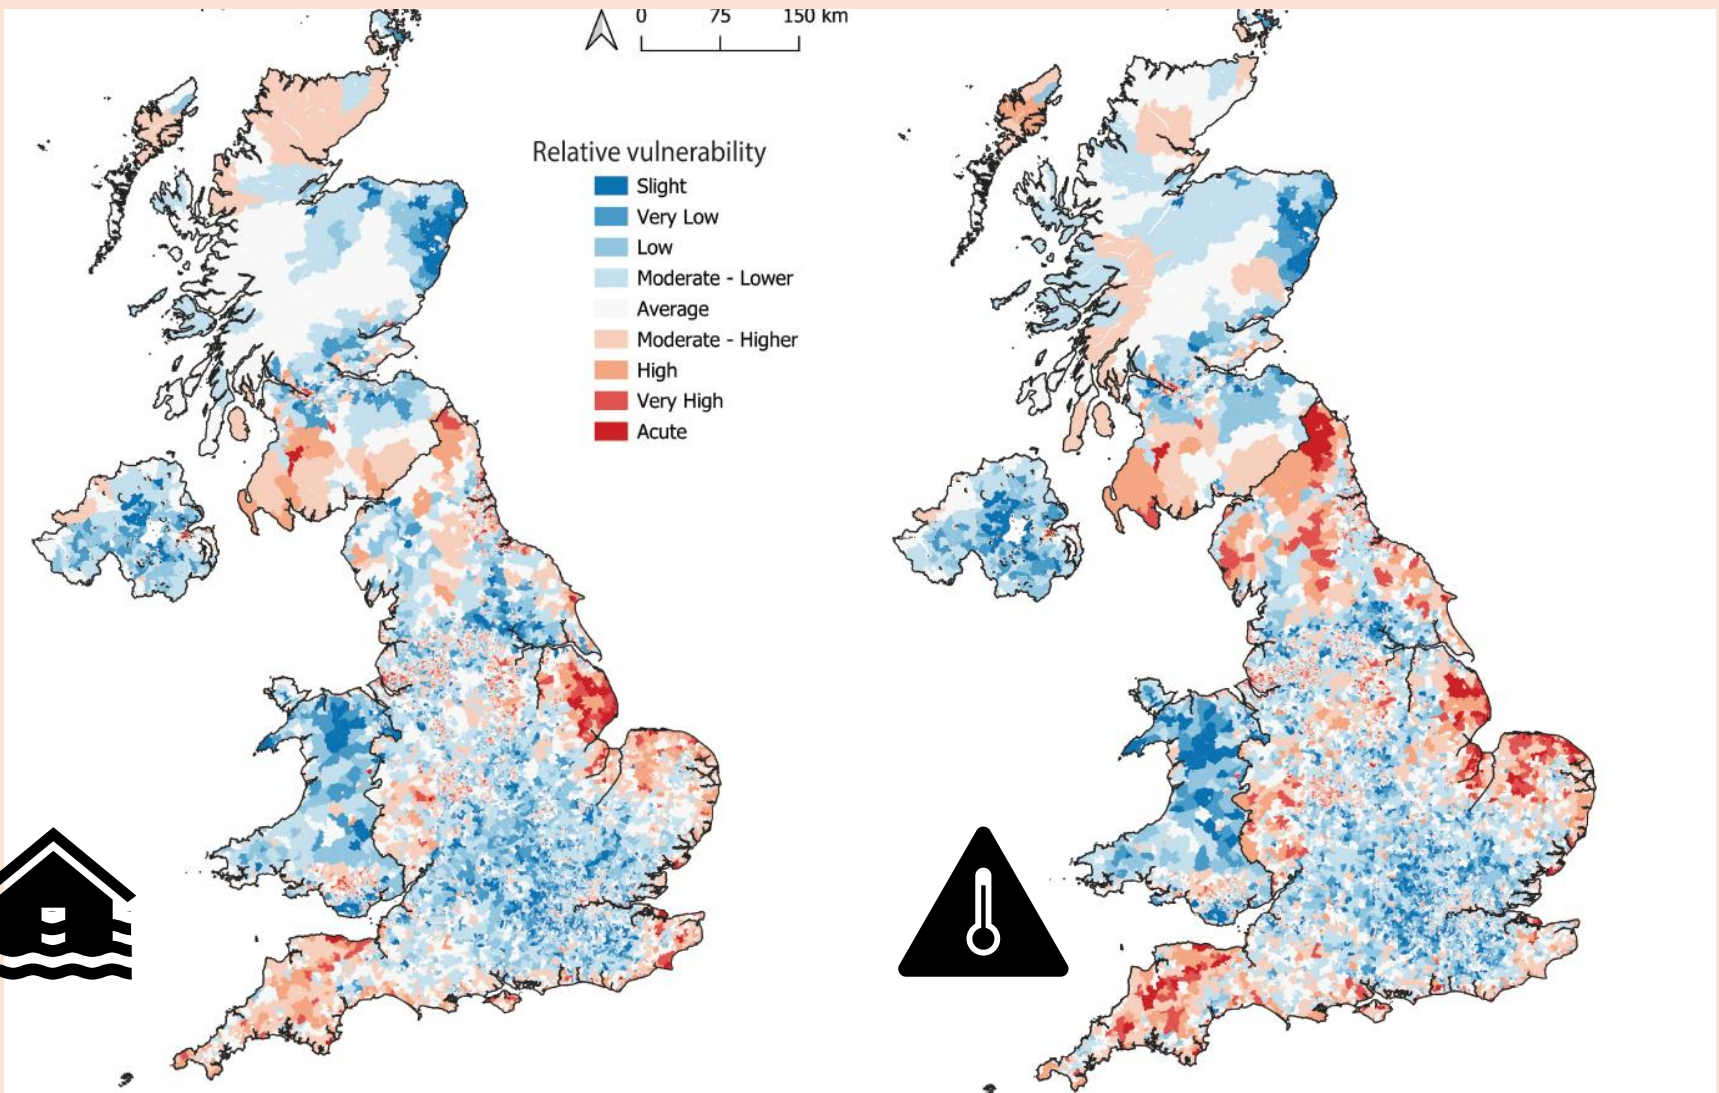 0 75 150 km
Relative vulnerability
Slight
Very Low
Low
Moderate - Lower
Average
Moderate - Higher
High
Very High
Acute